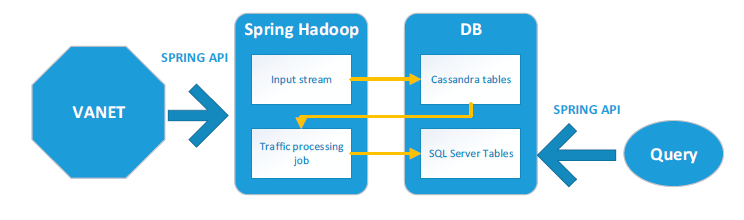 Spring Hadoop
DB
SPRING API
Input stream
Cassandra tables
VANET
SPRING API
Traffic processing
job
SQL Server Tables
Query